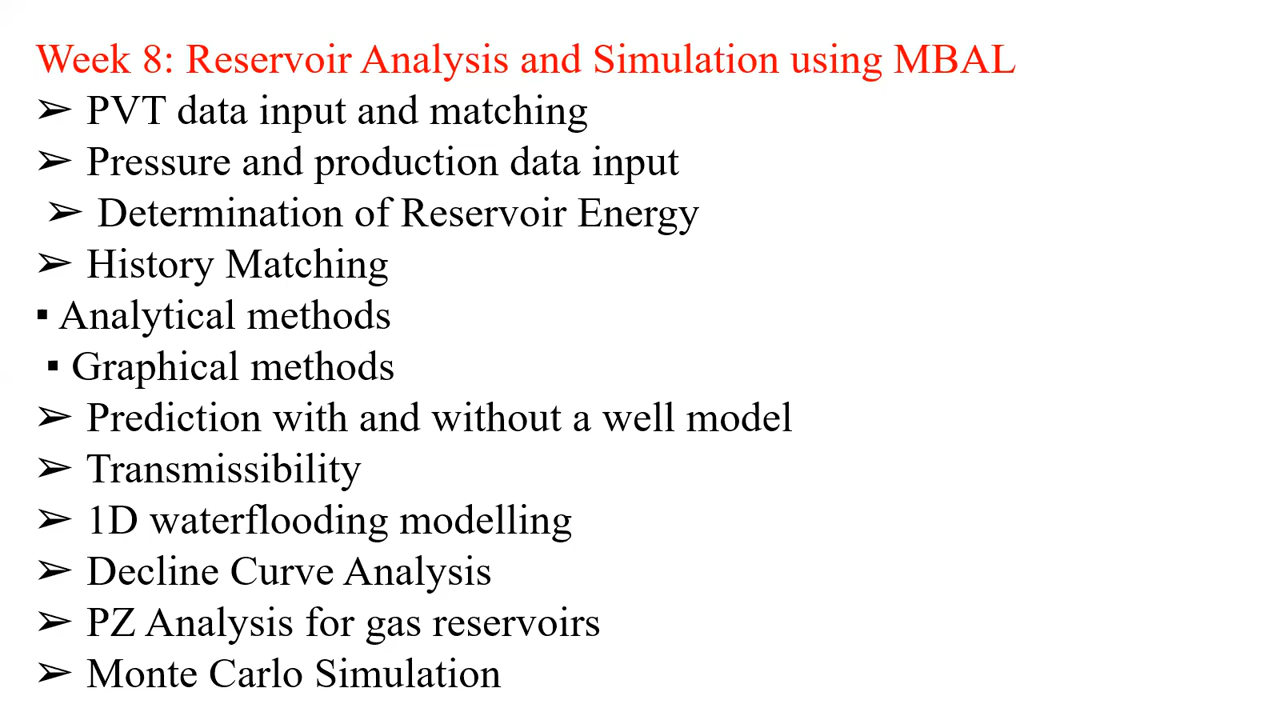 Week 8: Reservoir Analysis and Simulation using MBAL
➢ PVT data input and matching
➢ Pressure and production data input
➢ Determination of Reservoir Energy
➢ History Matching
▪ Analytical methods
▪ Graphical methods
➢ Prediction with and without a well model
➢ Transmissibility
➢ 1D waterflooding modelling
➢ Decline Curve Analysis
➢ PZ Analysis for gas reservoirs
➢ Monte Carlo Simulation